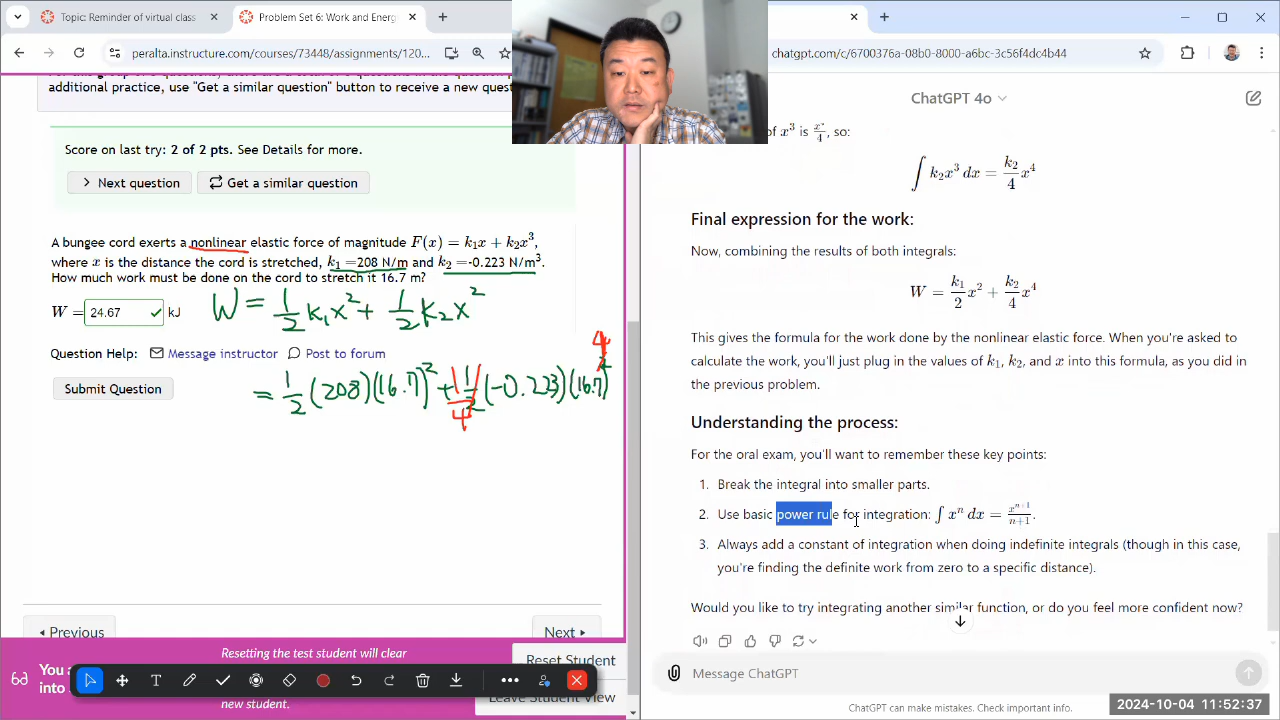 Reminder of virtual class
Problem Set 6: Work and Energ
peralta.instructure.com/courses/73448/assignments/120...
chatgpt.com/c/6700376a-08b0-8000-a6bc-3c56f4dc4b44
additional practice, use "Get a similar question" button to receive a new quest
Score on last try: 2 of 2 pts. See Details for more.
Next question
Get a similar question
A bungee cord exerts a nonlinear elastic force of magnitude F(x) = k₁x + k₂x³,
where x is the distance the cord is stretched, k₁ =208 N/m and k₂ =-0.223 N/m³.
How much work must be done on the cord to stretch it 16.7 m?
W = 24.67 kJ
W = 1/2 k₁x² + 1/2 k₂x²
Question Help: Message instructor Post to forum
Submit Question
= 1/2 (208)(16.7)² + 1/2 (-0.223)(16.7)²
1/4
4
Previous
Next
Resetting the test student will clear
You a
into
new student.
Reset Student
Leave Student View
ChatGPT 4o
of x³ is x⁴/4, so:
∫ k₂x³ dx = k₂/4 x⁴
Final expression for the work:
Now, combining the results of both integrals:
W = k₁/2 x² + k₂/4 x⁴
This gives the formula for the work done by the nonlinear elastic force. When you're asked to
calculate the work, you'll just plug in the values of k₁, k₂, and x into this formula, as you did in
the previous problem.
Understanding the process:
For the oral exam, you'll want to remember these key points:
1. Break the integral into smaller parts.
2. Use basic power rule for integration: ∫ xⁿ dx = xⁿ⁺¹/n+1.
3. Always add a constant of integration when doing indefinite integrals (though in this case,
you're finding the definite work from zero to a specific distance).
Would you like to try integrating another similar function, or do you feel more confident now?
Message ChatGPT
ChatGPT can make mistakes. Check important info.
2024-10-04 11:52:37